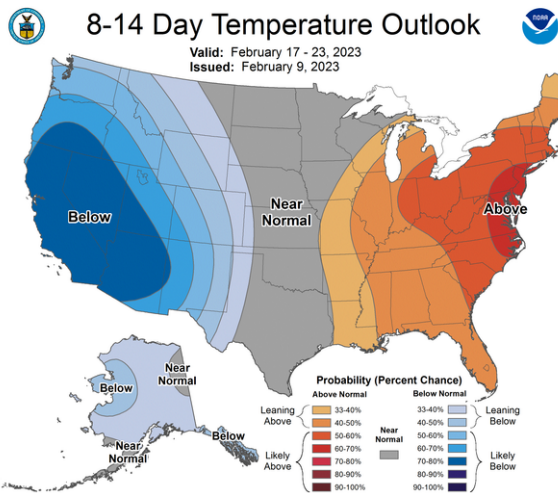 8-14 Day Temperature Outlook
Valid: February 17 - 23, 2023
Issued: February 9, 2023
NOAA
Below
Near
Normal
Above
Near
Normal
Below
Near
Normal
Below
Probability (Percent Chance)
Above Normal
Below Normal
Leaning
Above
33-40%
40-50%
Likely
Above
50-60%
60-70%
70-80%
80-90%
90-100%
Near
Normal
33-40%
40-50%
Leaning
Below
50-60%
60-70%
70-80%
80-90%
90-100%
Likely
Below